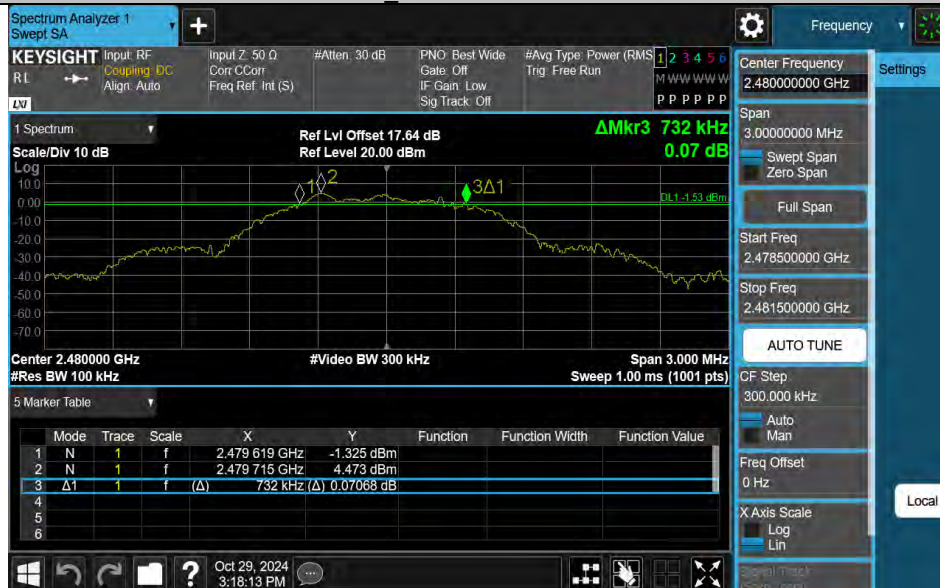 Spectrum Analyzer 1
Swept SA
+
Frequency
KEYSIGHT Input: RF Input Z: 50 Ω #Atten: 30 dB PNO: Best Wide #Avg Type: Power (RMS 1 2 3 4 5 6
RL Coupling: DC Corr CCorr Gate: Off Trig: Free Run M W W W W W
Align: Auto Freq Ref: Int (S) IF Gain: Low
LXI Sig Track: Off P P P P P P
1 Spectrum
Scale/Div 10 dB
Ref Lvl Offset 17.64 dB
Ref Level 20.00 dBm
ΔMkr3 732 kHz
0.07 dB
Log
10.0
0.00
-10.0
-20.0
-30.0
-40.0
-50.0
-60.0
-70.0
1
2
3Δ1
DL1 -1.53 dBm
Center 2.480000 GHz #Video BW 300 kHz Span 3.000 MHz
#Res BW 100 kHz Sweep 1.00 ms (1001 pts)
5 Marker Table
Mode Trace Scale X Y Function Function Width Function Value
1 N 1 f 2.479 619 GHz -1.325 dBm
2 N 1 f 2.479 715 GHz 4.473 dBm
3 Δ1 1 f (Δ) 732 kHz (Δ) 0.07068 dB
4
5
6
?
Oct 29, 2024
3:18:13 PM
Center Frequency
2.480000000 GHz
Settings
Span
3.00000000 MHz
Swept Span
Zero Span
Full Span
Start Freq
2.478500000 GHz
Stop Freq
2.481500000 GHz
AUTO TUNE
CF Step
300.000 kHz
Auto
Man
Freq Offset
0 Hz
Local
X Axis Scale
Log
Lin
Signal Track